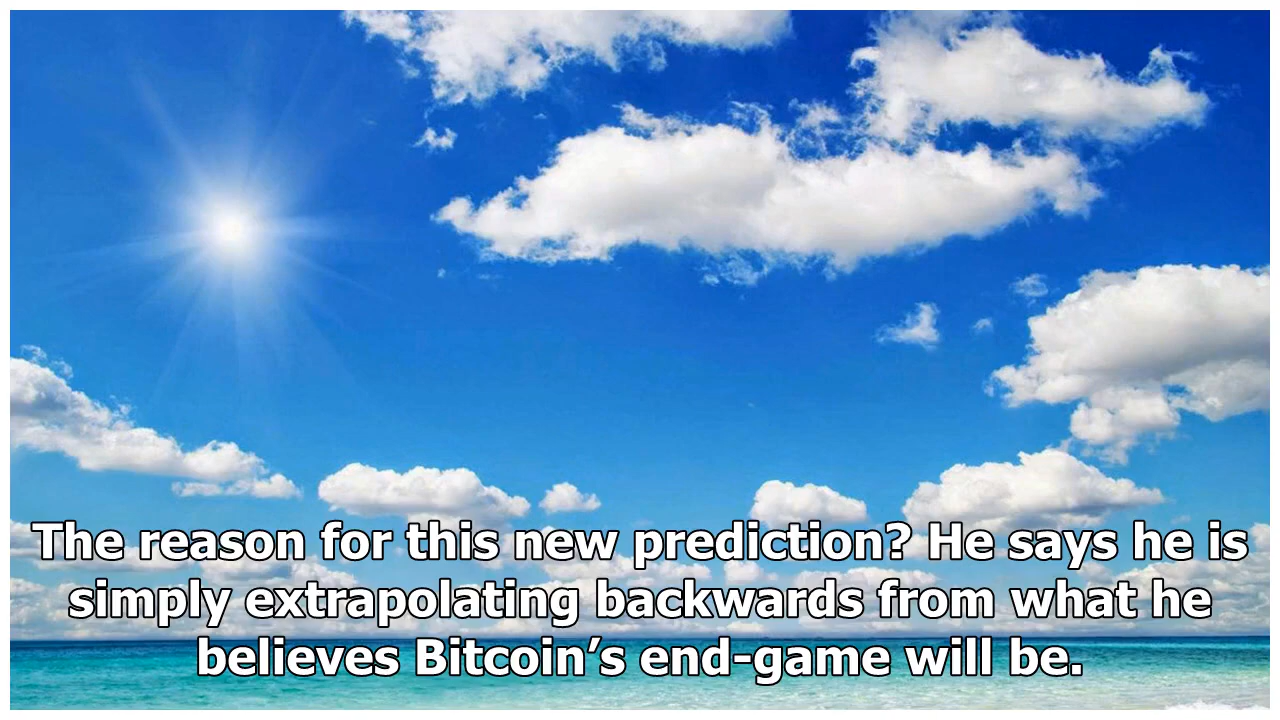 The reason for this new prediction? He says he is
simply extrapolating backwards from what he
believes Bitcoin’s end-game will be.